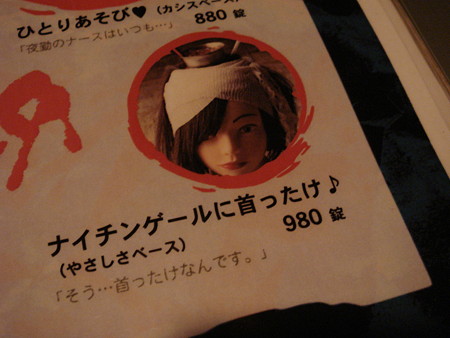 ひとりあそび♥（カシスベース）
880 錠
「夜勤のナースはいつも…」
ナイチンゲールに首ったけ♪
（やさしさベース）
980 錠
「そう…首ったけなんです。」